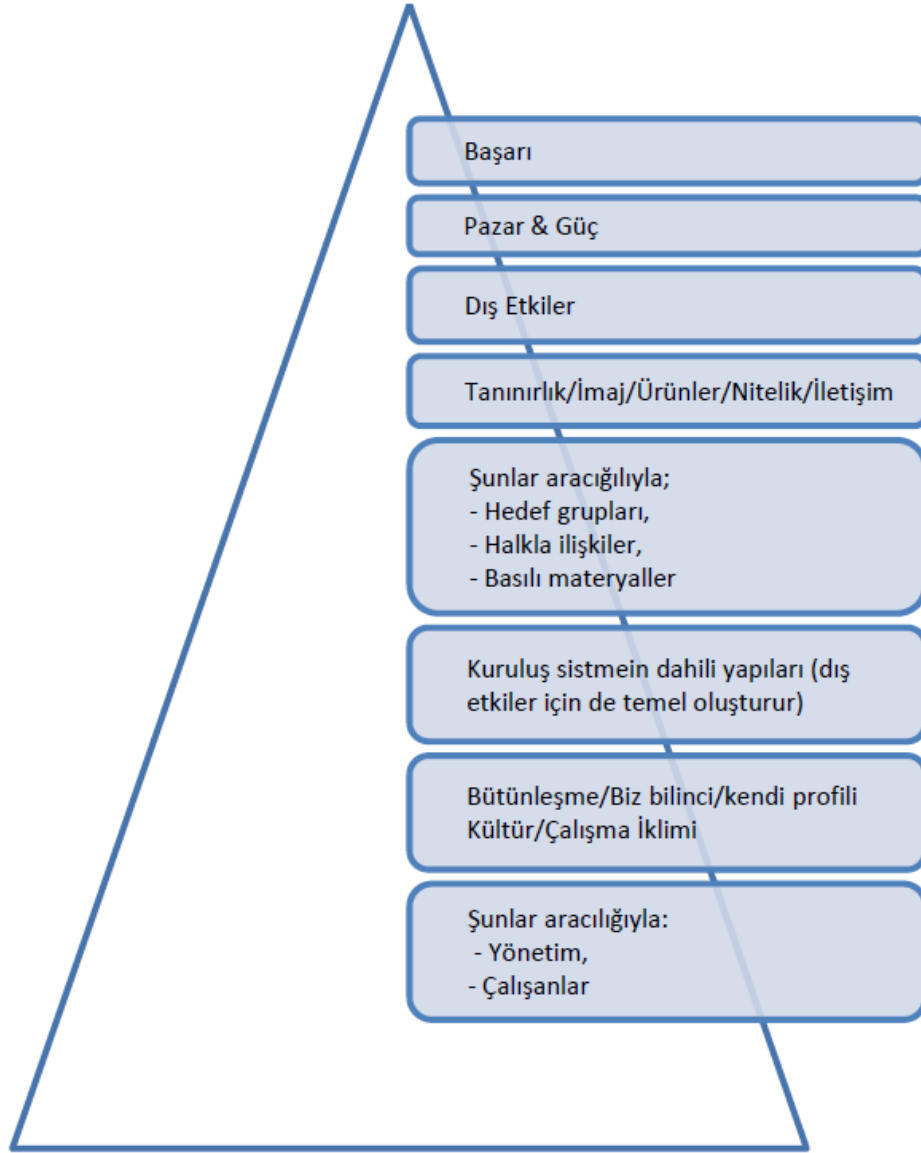 Başarı
Pazar & Güç
Dış Etkiler
Tanınırlık/İmaj/Ürünler/Nitelik/İletişim
Şunlar aracığılıyla;
- Hedef grupları,
- Halkla ilişkiler,
- Basılı materyaller
Kuruluş sistmein dahili yapıları (dış
etkiler için de temel oluşturur)
Bütünleşme/Biz bilinci/kendi profili
Kültür/Çalışma İklimi
Şunlar aracılığıyla:
- Yönetim,
- Çalışanlar